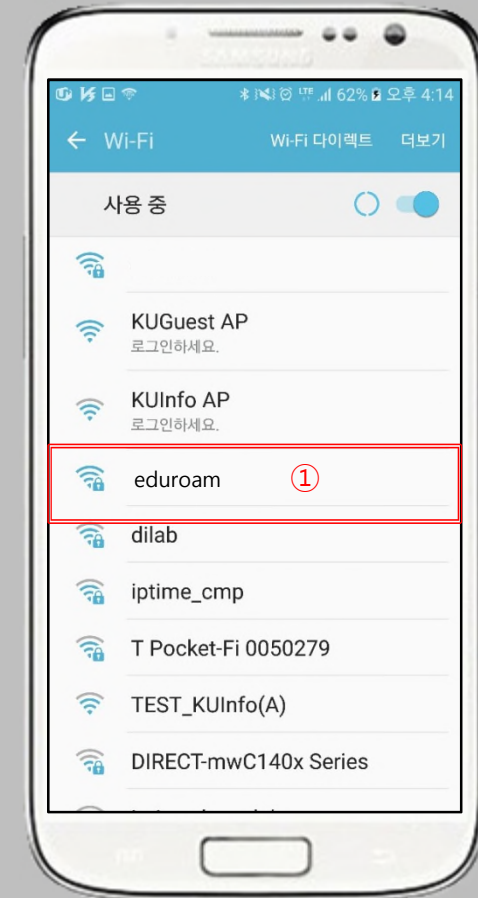 SAMSUNG
62% 오후 4:14
Wi-Fi Wi-Fi 다이렉트 더보기
사용 중
KUGuest AP
로그인하세요.
KUInfo AP
로그인하세요.
eduroam ①
dilab
iptime_cmp
T Pocket-Fi 0050279
TEST_KUInfo(A)
DIRECT-mwC140x Series